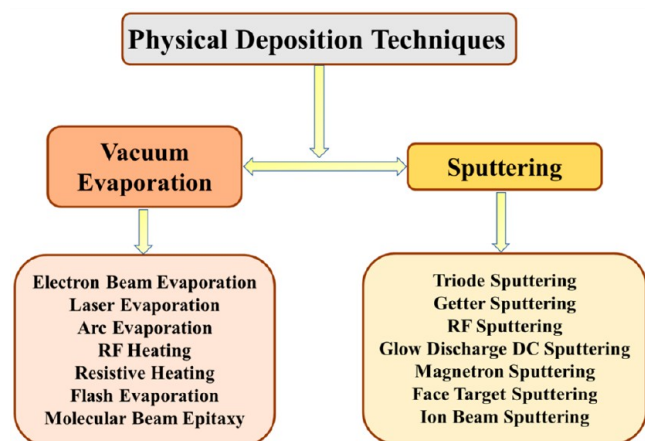 Physical Deposition Techniques
Vacuum
Evaporation
Sputtering
Electron Beam Evaporation
Laser Evaporation
Arc Evaporation
RF Heating
Resistive Heating
Flash Evaporation
Molecular Beam Epitaxy
Triode Sputtering
Getter Sputtering
RF Sputtering
Glow Discharge DC Sputtering
Magnetron Sputtering
Face Target Sputtering
Ion Beam Sputtering